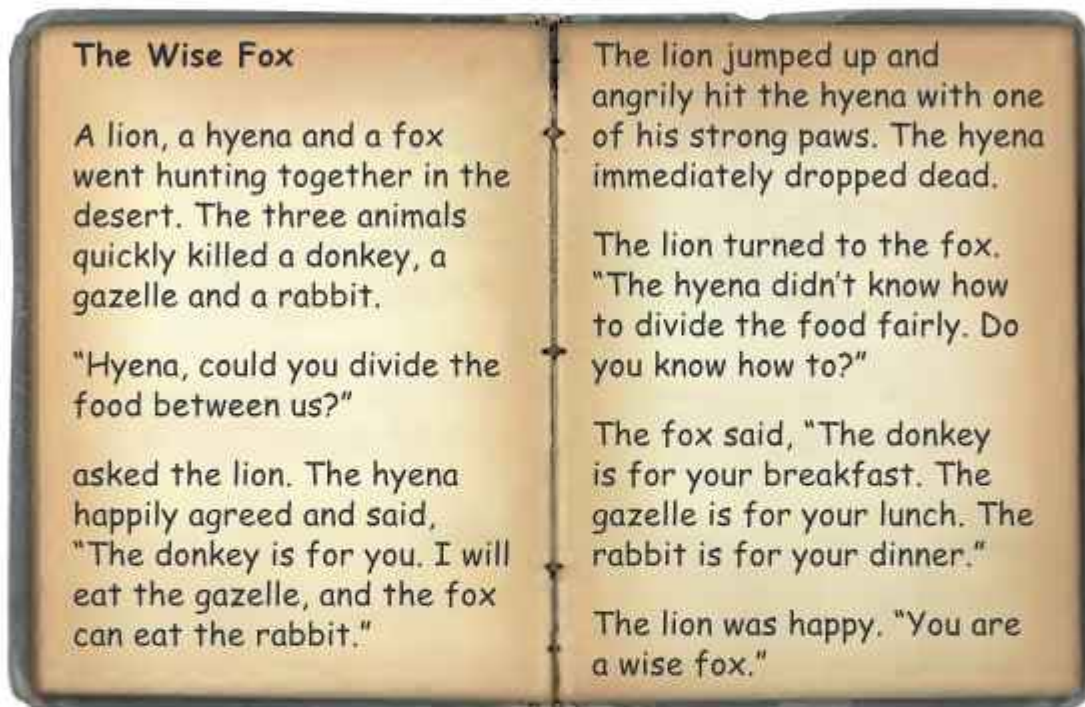 The Wise Fox
A lion, a hyena and a fox
went hunting together in the
desert. The three animals
quickly killed a donkey, a
gazelle and a rabbit.
“Hyena, could you divide the
food between us?”
asked the lion. The hyena
happily agreed and said,
“The donkey is for you. I will
eat the gazelle, and the fox
can eat the rabbit.”
The lion jumped up and
angrily hit the hyena with one
of his strong paws. The hyena
immediately dropped dead.
The lion turned to the fox.
“The hyena didn’t know how
to divide the food fairly. Do
you know how to?”
The fox said, “The donkey
is for your breakfast. The
gazelle is for your lunch. The
rabbit is for your dinner.”
The lion was happy. “You are
a wise fox.”